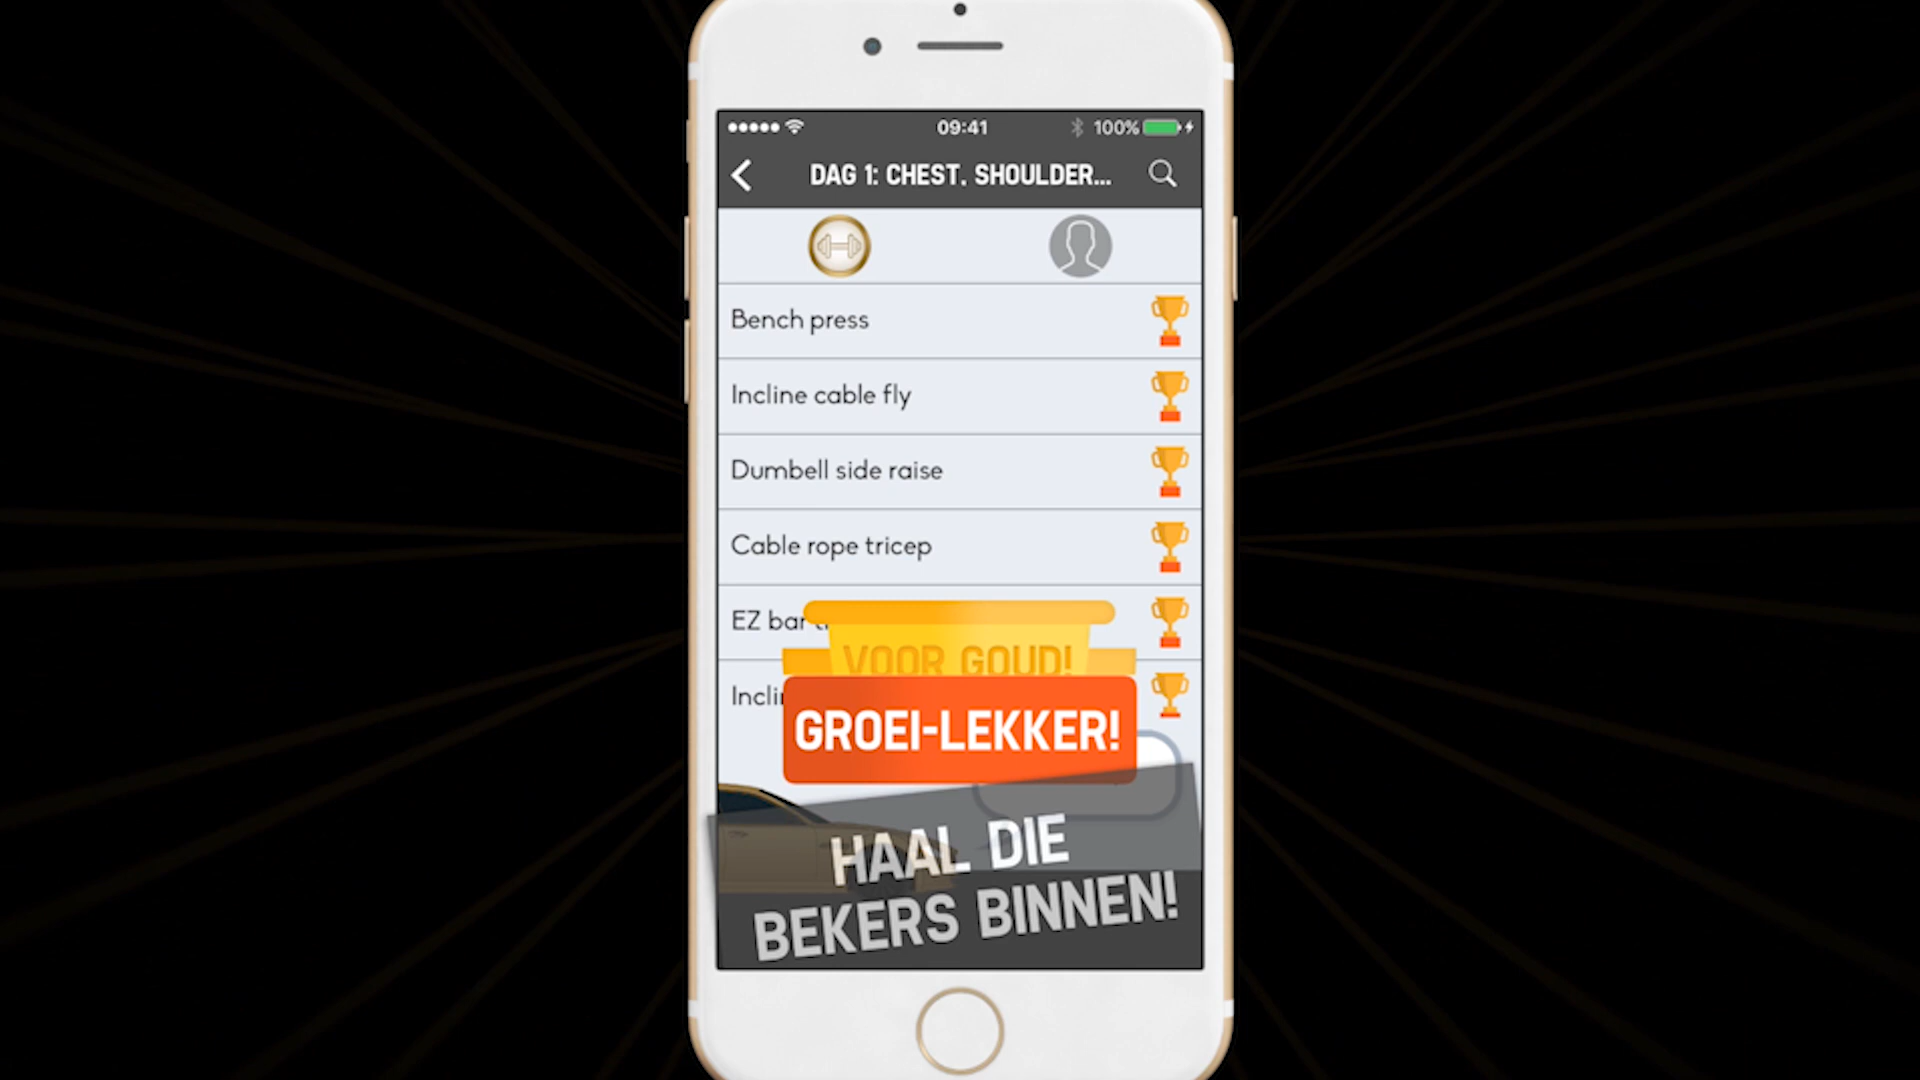 09:41
100%
DAG 1: CHEST, SHOULDER...
Bench press
Incline cable fly
Dumbell side raise
Cable rope tricep
EZ bar
VOOR GOUD!
GROEI-LEKKER!
HAAL DIE
BEKERS BINNEN!